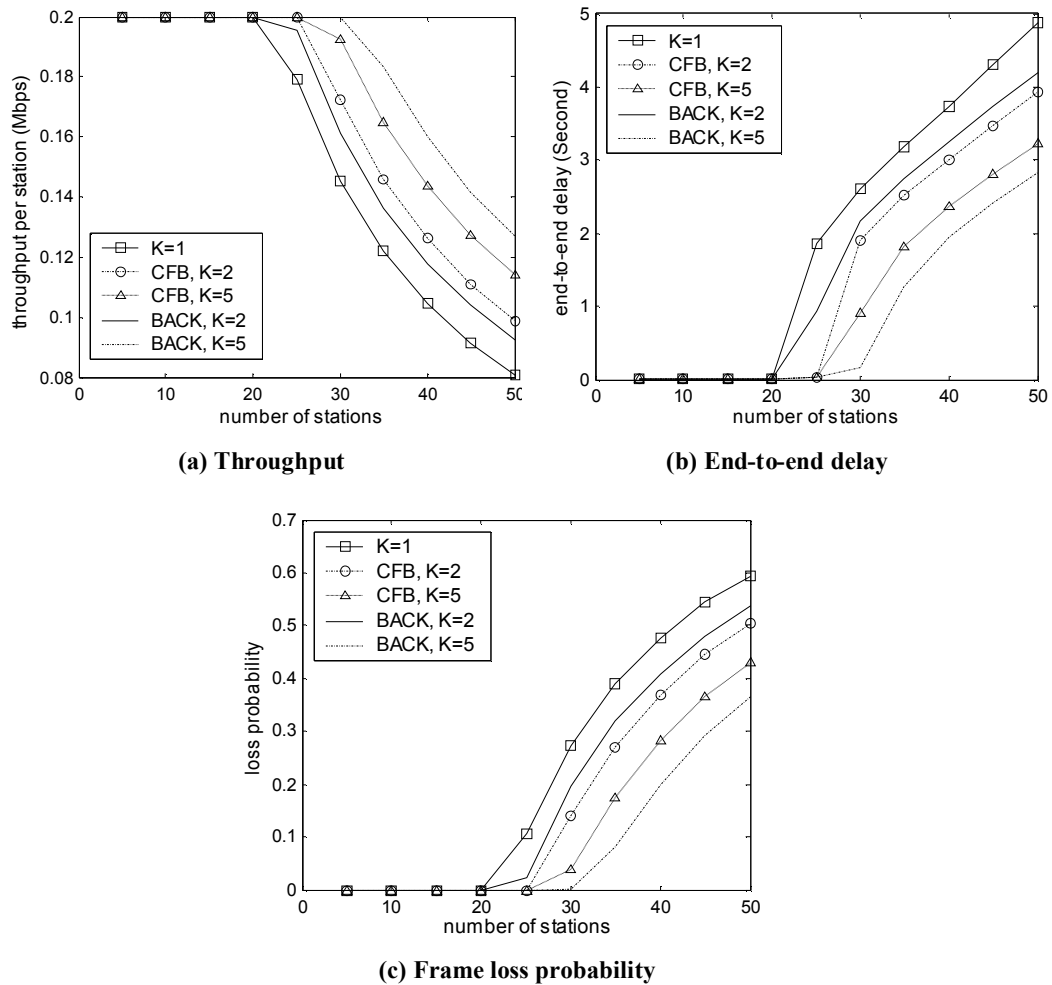 0.2
0.18
0.16
0.14
0.12
0.1
0.08
throughput per station (Mbps)
K=1
CFB, K=2
CFB, K=5
BACK, K=2
BACK, K=5
0 10 20 30 40 50
number of stations
(a) Throughput
5
4
3
2
1
0
end-to-end delay (Second)
K=1
CFB, K=2
CFB, K=5
BACK, K=2
BACK, K=5
0 10 20 30 40 50
number of stations
(b) End-to-end delay
0.7
0.6
0.5
0.4
0.3
0.2
0.1
0
loss probability
K=1
CFB, K=2
CFB, K=5
BACK, K=2
BACK, K=5
0 10 20 30 40 50
number of stations
(c) Frame loss probability